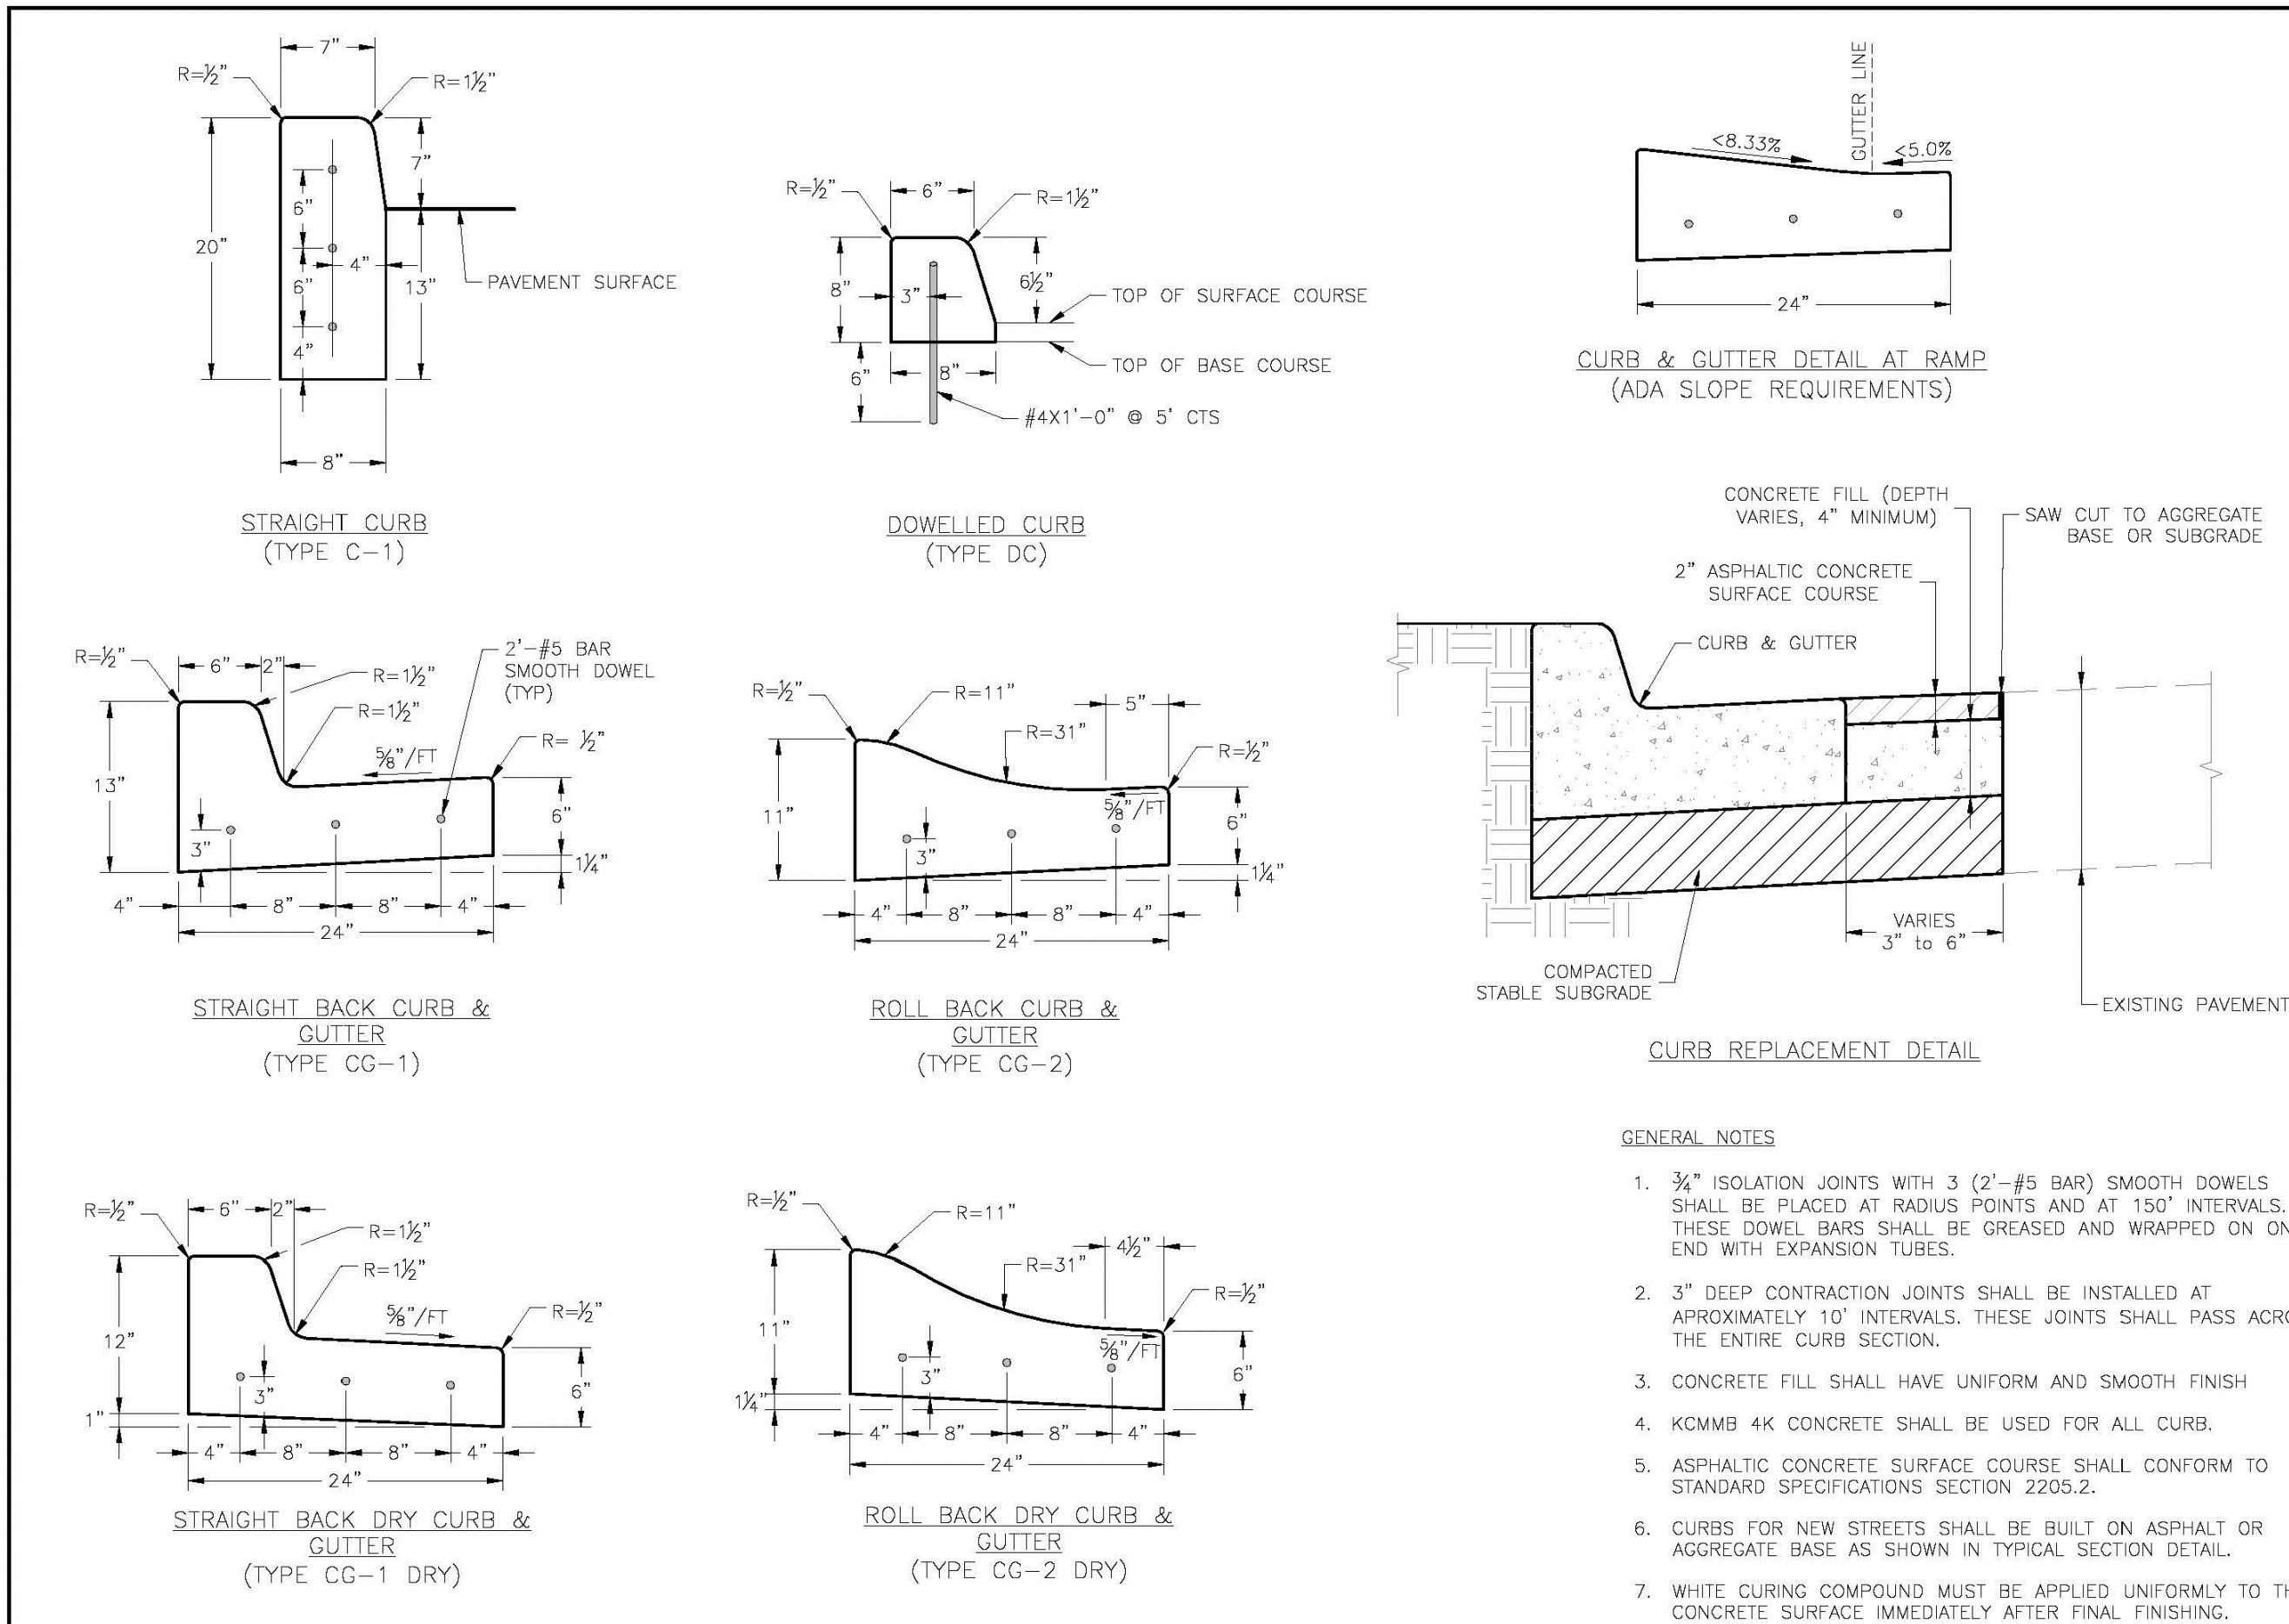 7"
R=½"
R=1½"
7"
6"
20"
4"
6"
13"
PAVEMENT SURFACE
4"
8"
STRAIGHT CURB
(TYPE C-1)
R=½"
6"
R=1½"
8"
3"
6½"
TOP OF SURFACE COURSE
TOP OF BASE COURSE
6"
8"
#4X1'-0" @ 5' CTS
DOWELLED CURB
(TYPE DC)
GUTTER LINE
<8.33%
<5.0%
24"
CURB & GUTTER DETAIL AT RAMP
(ADA SLOPE REQUIREMENTS)
R=½"
6"
2"
R=1½"
R=1½"
2'-#5 BAR
SMOOTH DOWEL
(TYP)
⅝"/FT
R= ½"
13"
6"
3"
1¼"
4"
8"
8"
4"
24"
STRAIGHT BACK CURB &
GUTTER
(TYPE CG-1)
R=½"
R=11"
5"
R=31"
R=½"
11"
⅝"/FT
6"
3"
1¼"
4"
8"
8"
4"
24"
ROLL BACK CURB &
GUTTER
(TYPE CG-2)
CONCRETE FILL (DEPTH
VARIES, 4" MINIMUM)
SAW CUT TO AGGREGATE
BASE OR SUBGRADE
2" ASPHALTIC CONCRETE
SURFACE COURSE
CURB & GUTTER
VARIES
3" to 6"
COMPACTED
STABLE SUBGRADE
EXISTING PAVEMENT
CURB REPLACEMENT DETAIL
R=½"
6"
2"
R=1½"
R=1½"
⅝"/FT
R=½"
12"
3"
6"
1"
4"
8"
8"
4"
24"
STRAIGHT BACK DRY CURB &
GUTTER
(TYPE CG-1 DRY)
R=½"
R=11"
4½"
R=31"
R=½"
11"
⅝"/FT
3"
6"
1¼"
4"
8"
8"
4"
24"
ROLL BACK DRY CURB &
GUTTER
(TYPE CG-2 DRY)
GENERAL NOTES
1. ¾" ISOLATION JOINTS WITH 3 (2'-#5 BAR) SMOOTH DOWELS
SHALL BE PLACED AT RADIUS POINTS AND AT 150' INTERVALS.
THESE DOWEL BARS SHALL BE GREASED AND WRAPPED ON
END WITH EXPANSION TUBES.
2. 3" DEEP CONTRACTION JOINTS SHALL BE INSTALLED AT
APROXIMATELY 10' INTERVALS. THESE JOINTS SHALL PASS
THE ENTIRE CURB SECTION.
3. CONCRETE FILL SHALL HAVE UNIFORM AND SMOOTH FINISH
4. KCMMB 4K CONCRETE SHALL BE USED FOR ALL CURB.
5. ASPHALTIC CONCRETE SURFACE COURSE SHALL CONFORM TO
STANDARD SPECIFICATIONS SECTION 2205.2.
6. CURBS FOR NEW STREETS SHALL BE BUILT ON ASPHALT OR
AGGREGATE BASE AS SHOWN IN TYPICAL SECTION DETAIL.
7. WHITE CURING COMPOUND MUST BE APPLIED UNIFORMLY TO
CONCRETE SURFACE IMMEDIATELY AFTER FINAL FINISHING.